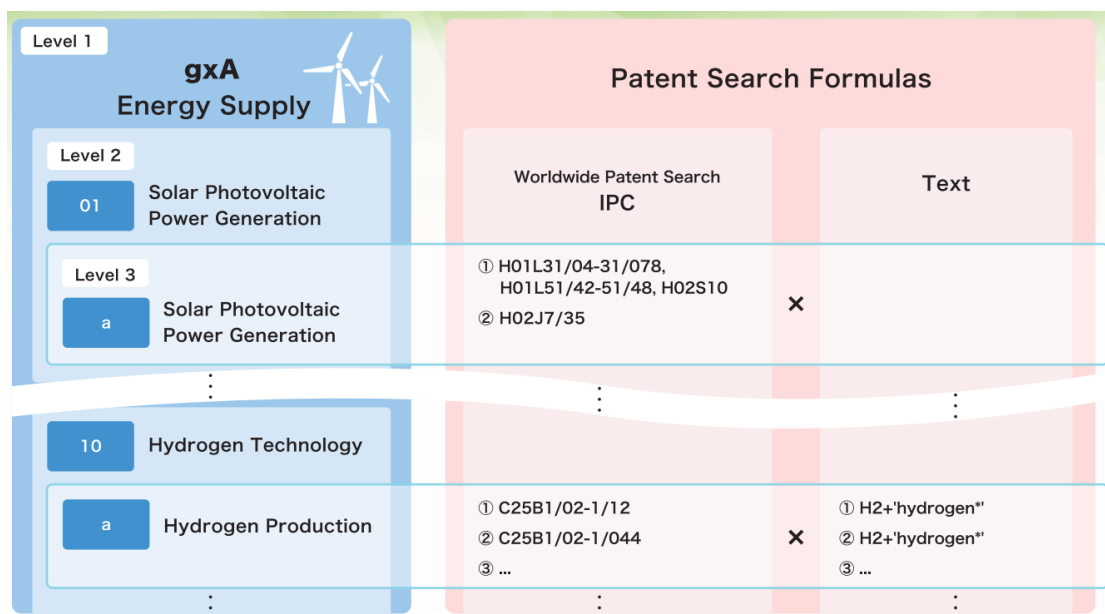 Level 1
gxA
Energy Supply
Patent Search Formulas
Level 2
01
Solar Photovoltaic
Power Generation
Worldwide Patent Search
IPC
Text
Level 3
a
Solar Photovoltaic
Power Generation
① H01L31/04-31/078,
H01L51/42-51/48, H02S10
② H02J7/35
×
⋮
⋮
⋮
10
Hydrogen Technology
a
Hydrogen Production
① C25B1/02-1/12
② C25B1/02-1/044
③ ...
×
① H2+'hydrogen*'
② H2+'hydrogen*'
③ ...
⋮
⋮
⋮